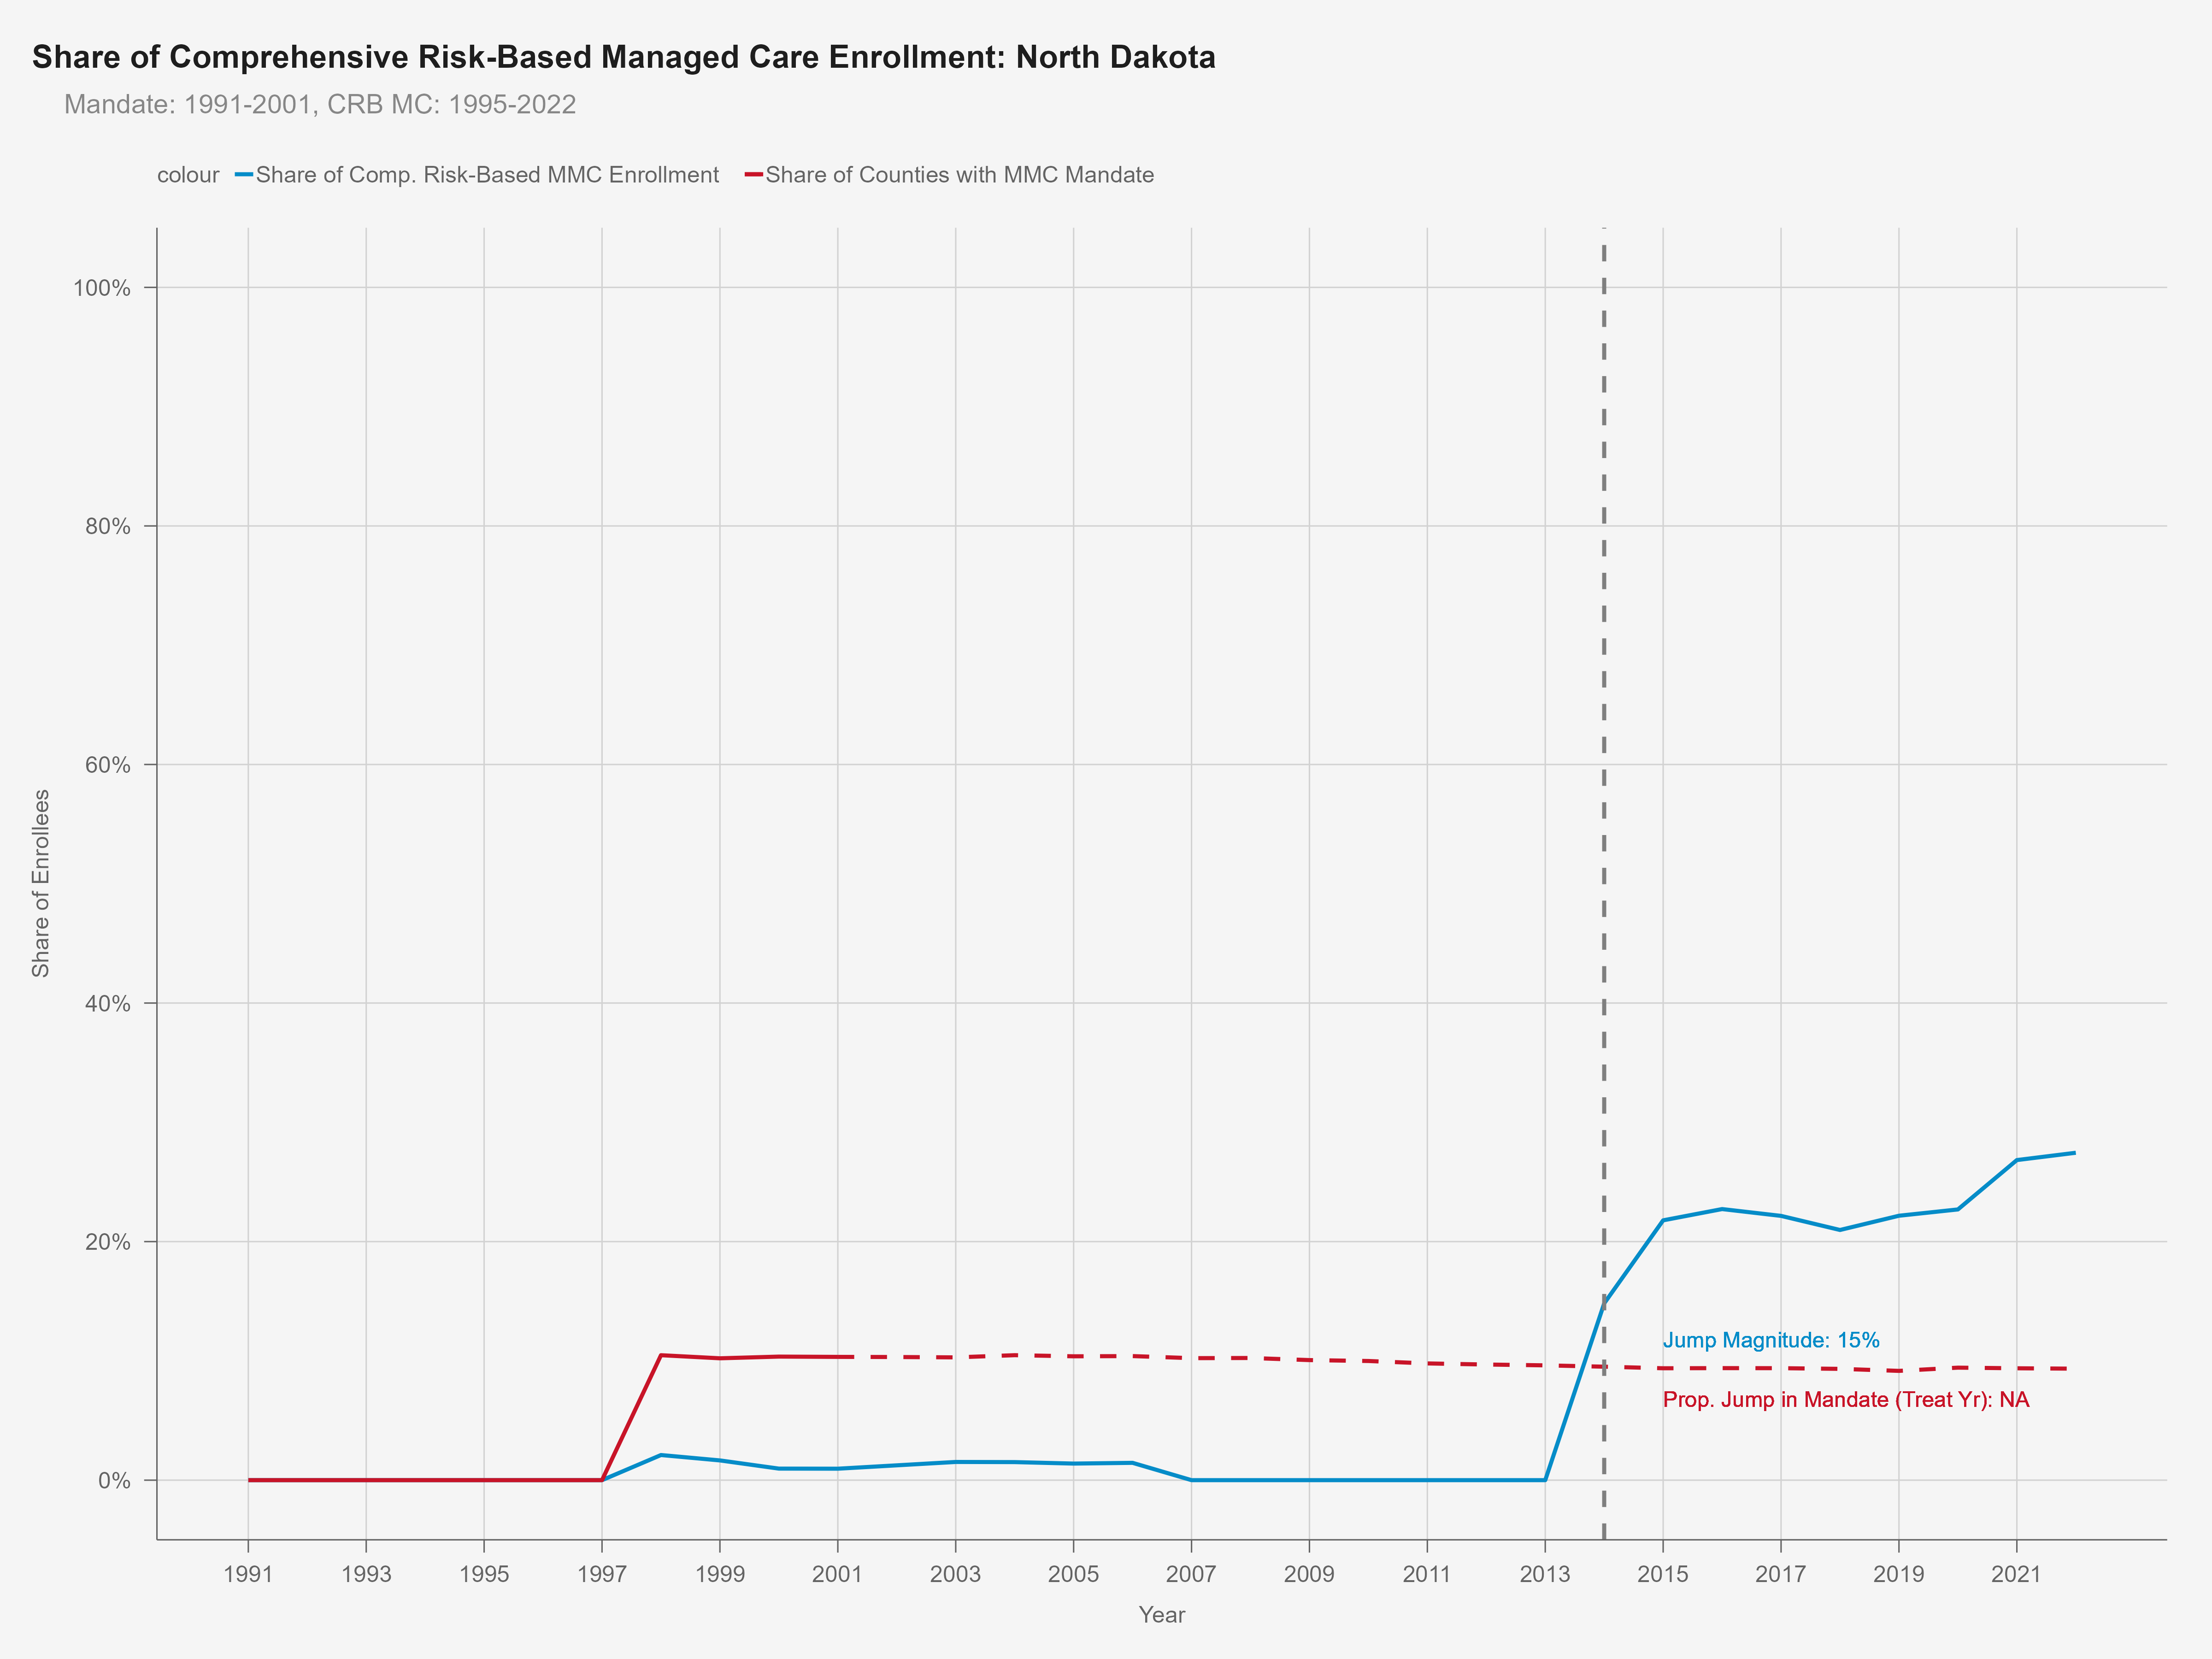 Share of Comprehensive Risk-Based Managed Care Enrollment: North Dakota
Mandate: 1991-2001, CRB MC: 1995-2022
colour Share of Comp. Risk-Based MMC Enrollment Share of Counties with MMC Mandate
100%
80%
60%
40%
20%
0%
Share of Enrollees
Jump Magnitude: 15%
Prop. Jump in Mandate (Treat Yr): NA
1991 1993 1995 1997 1999 2001 2003 2005 2007 2009 2011 2013 2015 2017 2019 2021
Year